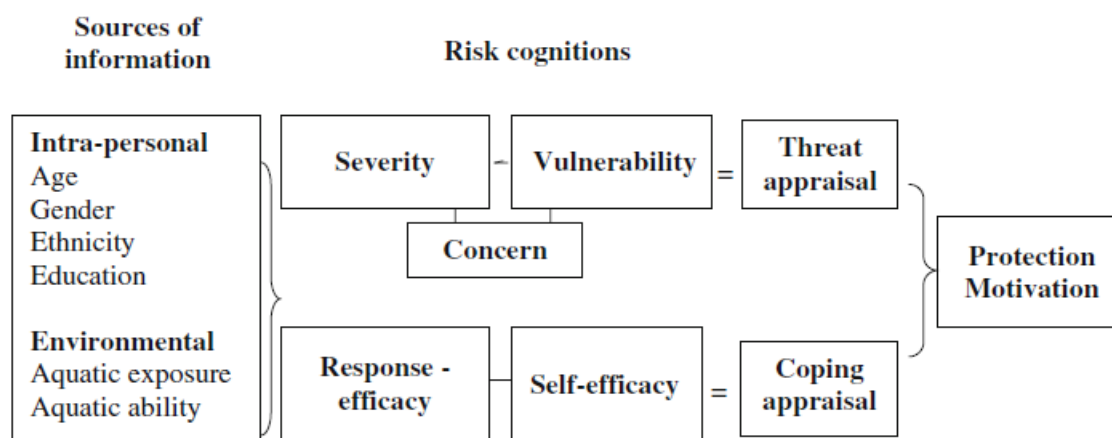 Sources of
information
Risk cognitions
Intra-personal
Age
Gender
Ethnicity
Education
Environmental
Aquatic exposure
Aquatic ability
Severity
-
Vulnerability
=
Threat
appraisal
Concern
Response -
efficacy
Self-efficacy
=
Coping
appraisal
Protection
Motivation